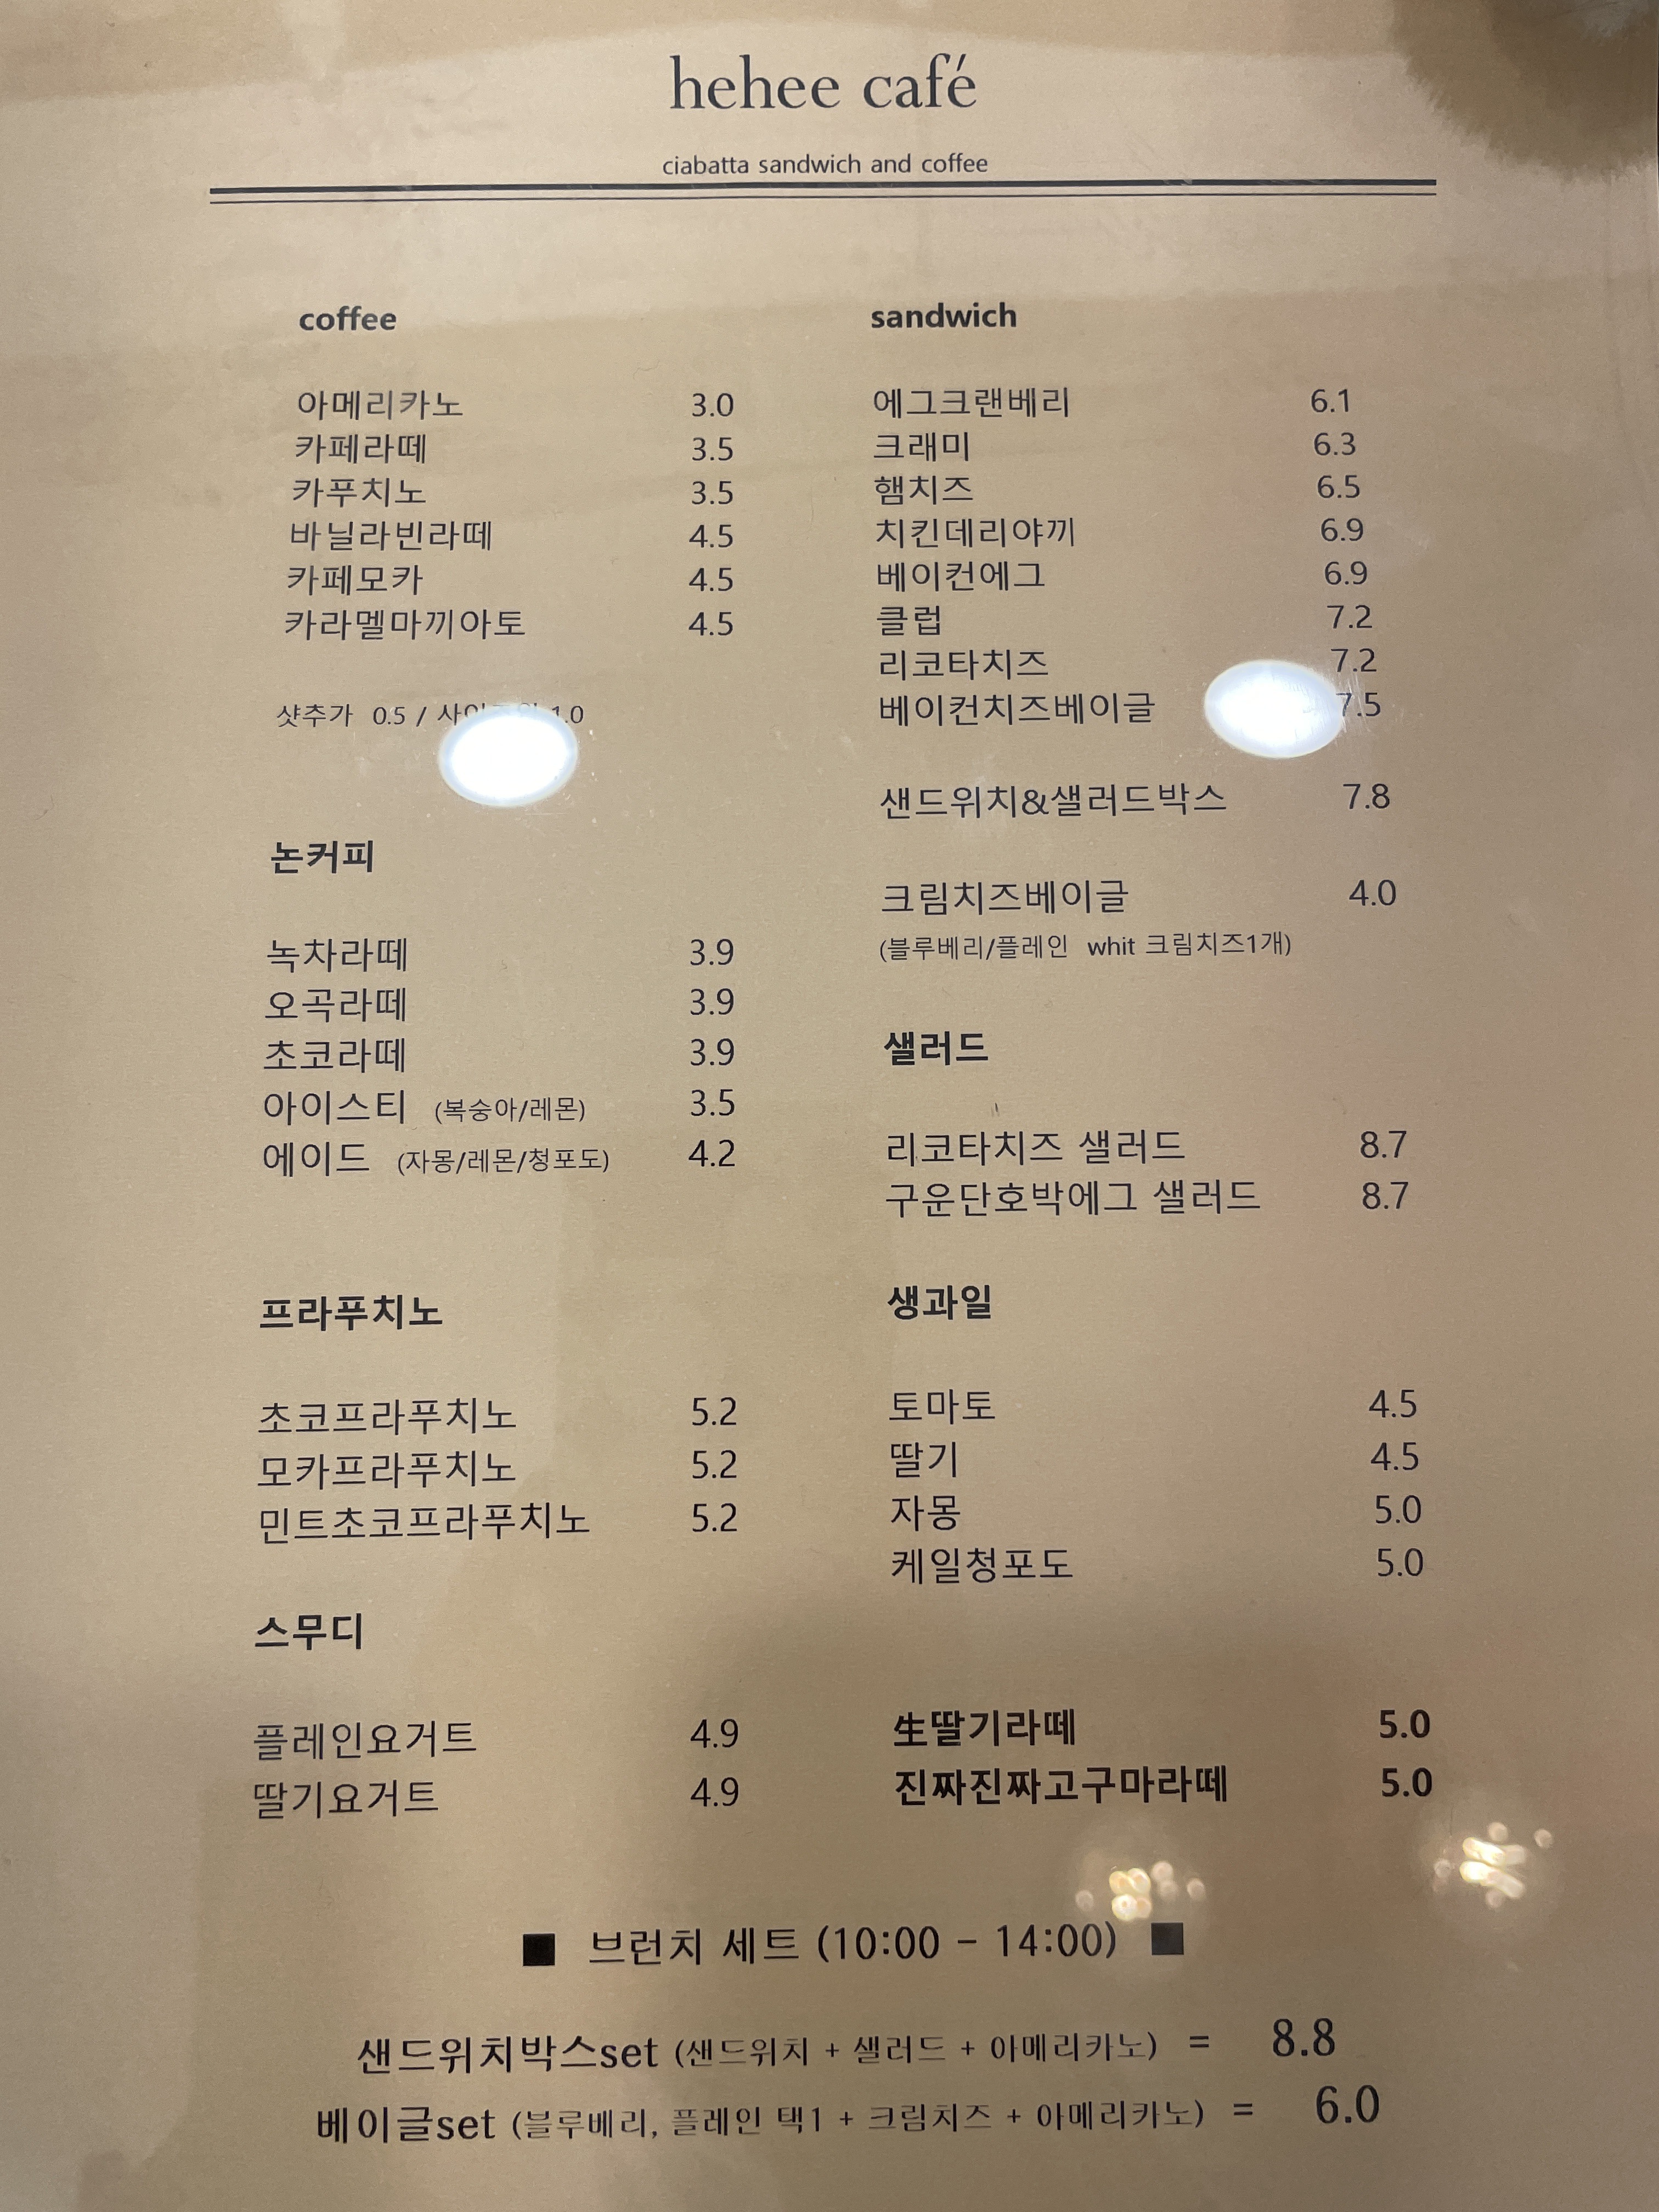 hehee café
ciabatta sandwich and coffee
coffee
아메리카노 3.0
카페라떼 3.5
카푸치노 3.5
바닐라빈라떼 4.5
카페모카 4.5
카라멜마끼아토 4.5
샷추가 0.5 / 1.0
논커피
녹차라떼 3.9
오곡라떼 3.9
초코라떼 3.9
아이스티 (복숭아/레몬) 3.5
에이드 (자몽/레몬/청포도) 4.2
프라푸치노
초코프라푸치노 5.2
모카프라푸치노 5.2
민트초코프라푸치노 5.2
스무디
플레인요거트 4.9
딸기요거트 4.9
sandwich
에그크랜베리 6.1
크래미 6.3
햄치즈 6.5
치킨데리야끼 6.9
베이컨에그 6.9
클럽 7.2
리코타치즈 7.2
베이컨치즈베이글 7.5
샌드위치&샐러드박스 7.8
크림치즈베이글 4.0
(블루베리/플레인 whit 크림치즈1개)
샐러드
리코타치즈 샐러드 8.7
구운단호박에그 샐러드 8.7
생과일
토마토 4.5
딸기 4.5
자몽 5.0
케일청포도 5.0
生딸기라떼 5.0
진짜진짜고구마라떼 5.0
■ 브런치 세트 (10:00 - 14:00) ■
샌드위치박스set (샌드위치 + 샐러드 + 아메리카노) = 8.8
베이글set (블루베리, 플레인 택1 + 크림치즈 + 아메리카노) = 6.0